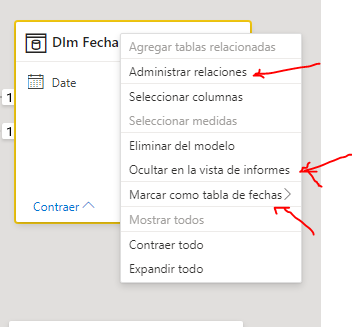 DIm Fecha
Agregar tablas relacionadas
Administrar relaciones
Date
Seleccionar columnas
1
Seleccionar medidas
1
Eliminar del modelo
Ocultar en la vista de informes
Marcar como tabla de fechas
Contraer
Mostrar todos
Contraer todo
Expandir todo